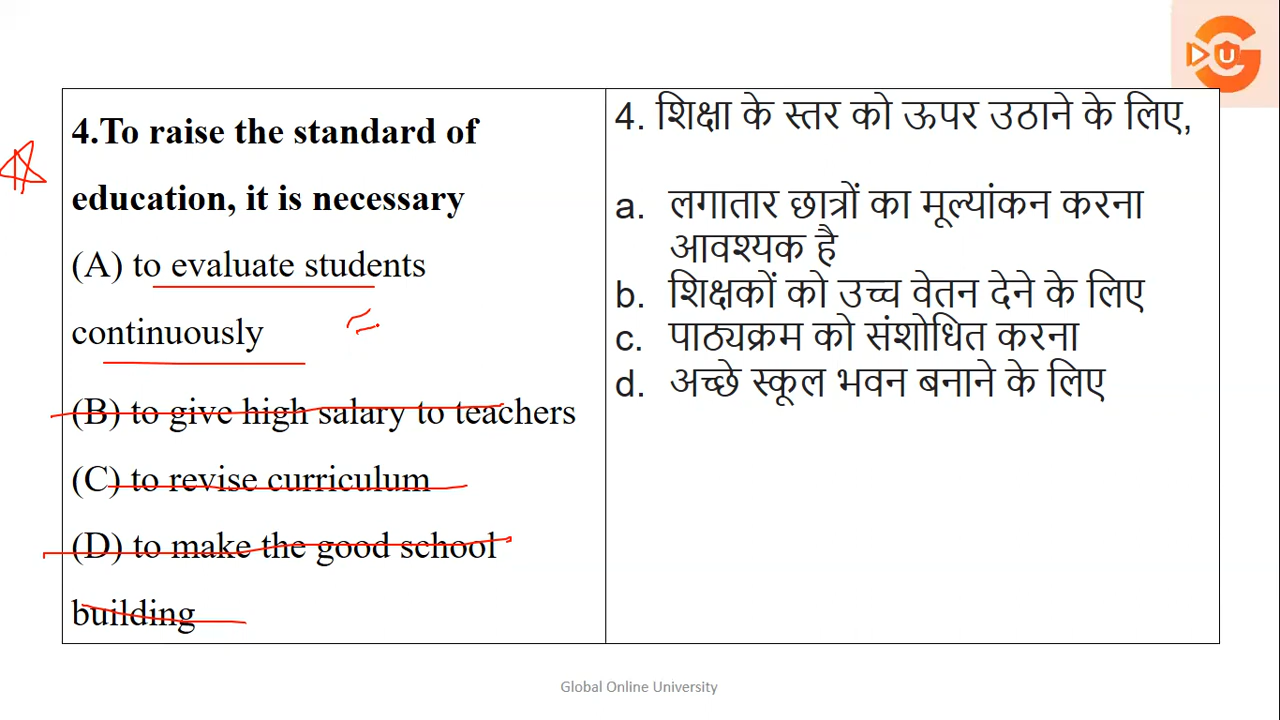 U
4.To raise the standard of
education, it is necessary
(A) to evaluate students
continuously
(B) to give high salary to teachers
(C) to revise curriculum
(D) to make the good school
building
4. शिक्षा के स्तर को ऊपर उठाने के लिए,
a. लगातार छात्रों का मूल्यांकन करना
आवश्यक है
b. शिक्षकों को उच्च वेतन देने के लिए
c. पाठ्यक्रम को संशोधित करना
d. अच्छे स्कूल भवन बनाने के लिए
Global Online University